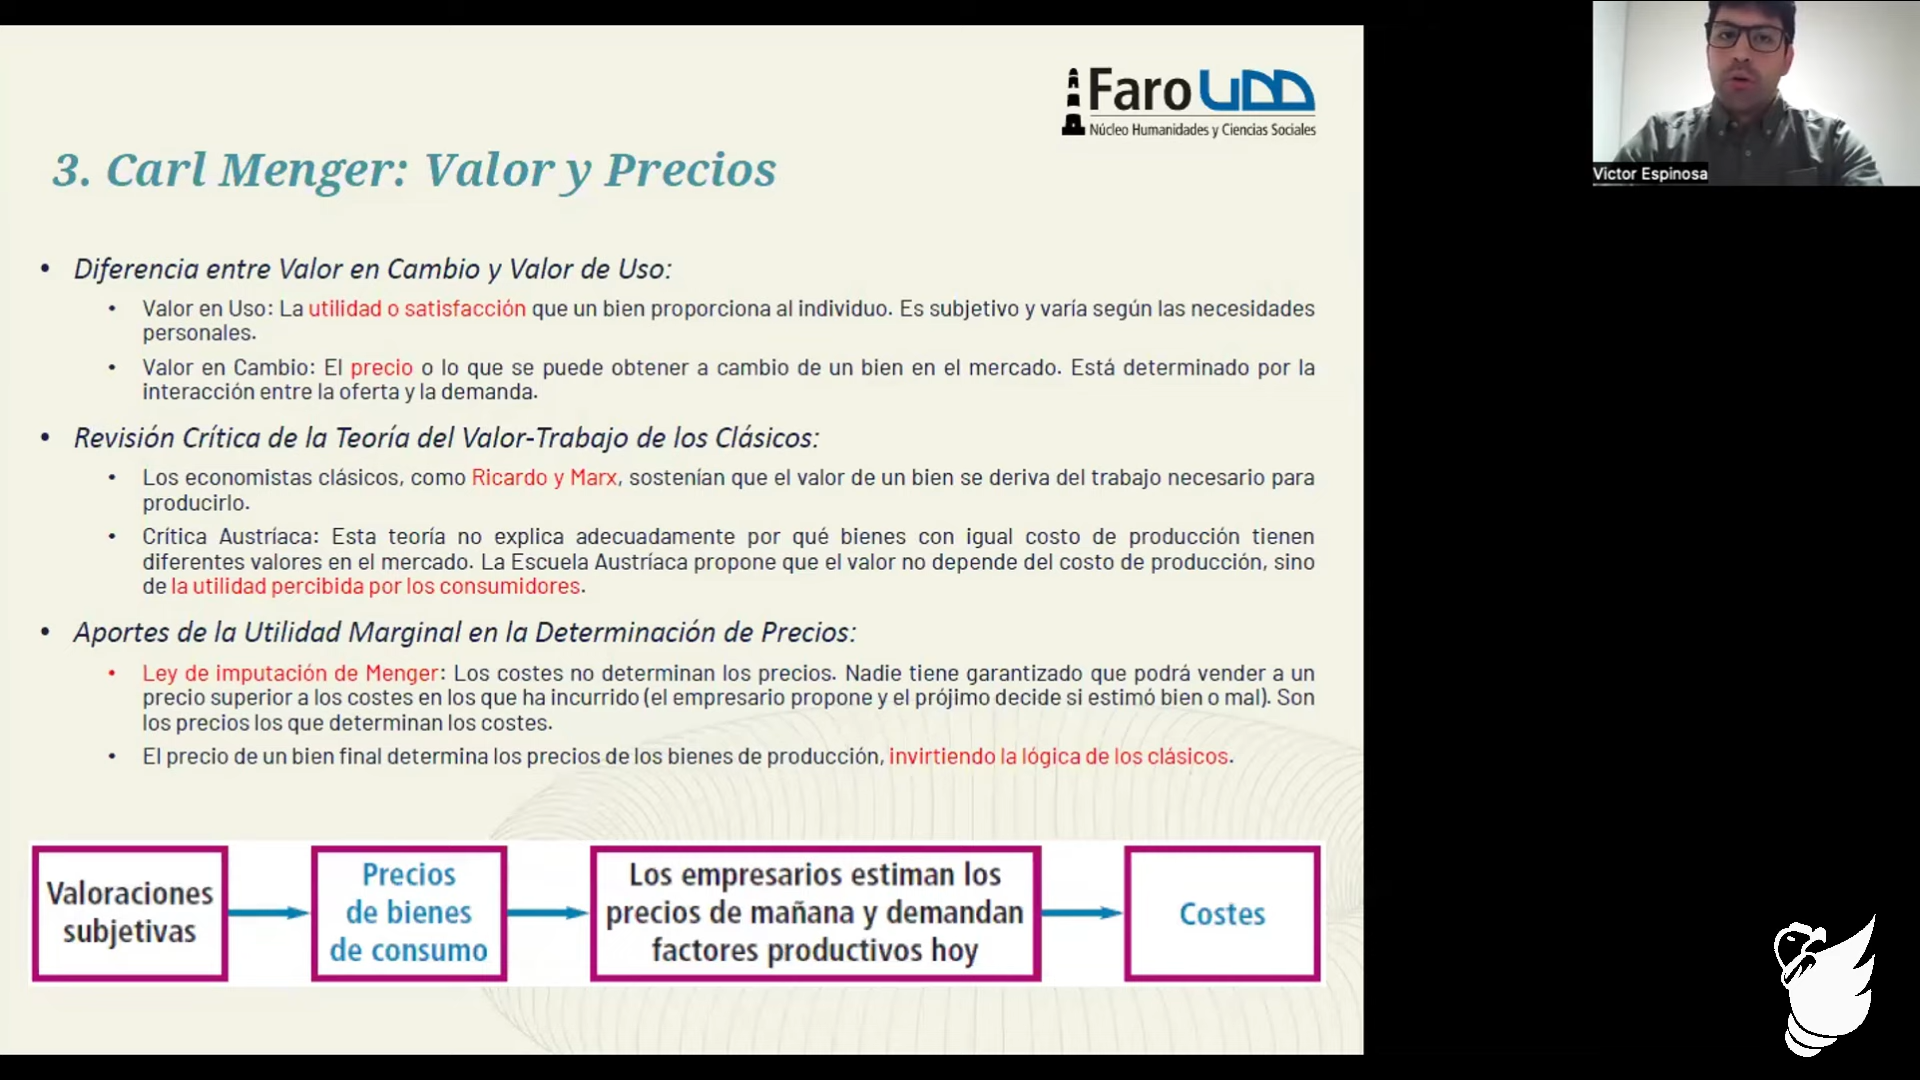 Faro UDD
Núcleo Humanidades y Ciencias Sociales
Victor Espinosa
3. Carl Menger: Valor y Precios
• Diferencia entre Valor en Cambio y Valor de Uso:
• Valor en Uso: La utilidad o satisfacción que un bien proporciona al individuo. Es subjetivo y varía según las necesidades
personales.
• Valor en Cambio: El precio o lo que se puede obtener a cambio de un bien en el mercado. Está determinado por la
interacción entre la oferta y la demanda.
• Revisión Crítica de la Teoría del Valor-Trabajo de los Clásicos:
• Los economistas clásicos, como Ricardo y Marx, sostenían que el valor de un bien se deriva del trabajo necesario para
producirlo.
• Crítica Austríaca: Esta teoría no explica adecuadamente por qué bienes con igual costo de producción tienen
diferentes valores en el mercado. La Escuela Austríaca propone que el valor no depende del costo de producción, sino
de la utilidad percibida por los consumidores.
• Aportes de la Utilidad Marginal en la Determinación de Precios:
• Ley de imputación de Menger: Los costes no determinan los precios. Nadie tiene garantizado que podrá vender a un
precio superior a los costes en los que ha incurrido (el empresario propone y el prójimo decide si estimó bien o mal). Son
los precios los que determinan los costes.
• El precio de un bien final determina los precios de los bienes de producción, invirtiendo la lógica de los clásicos.
Valoraciones
subjetivas
Precios
de bienes
de consumo
Los empresarios estiman los
precios de mañana y demandan
factores productivos hoy
Costes